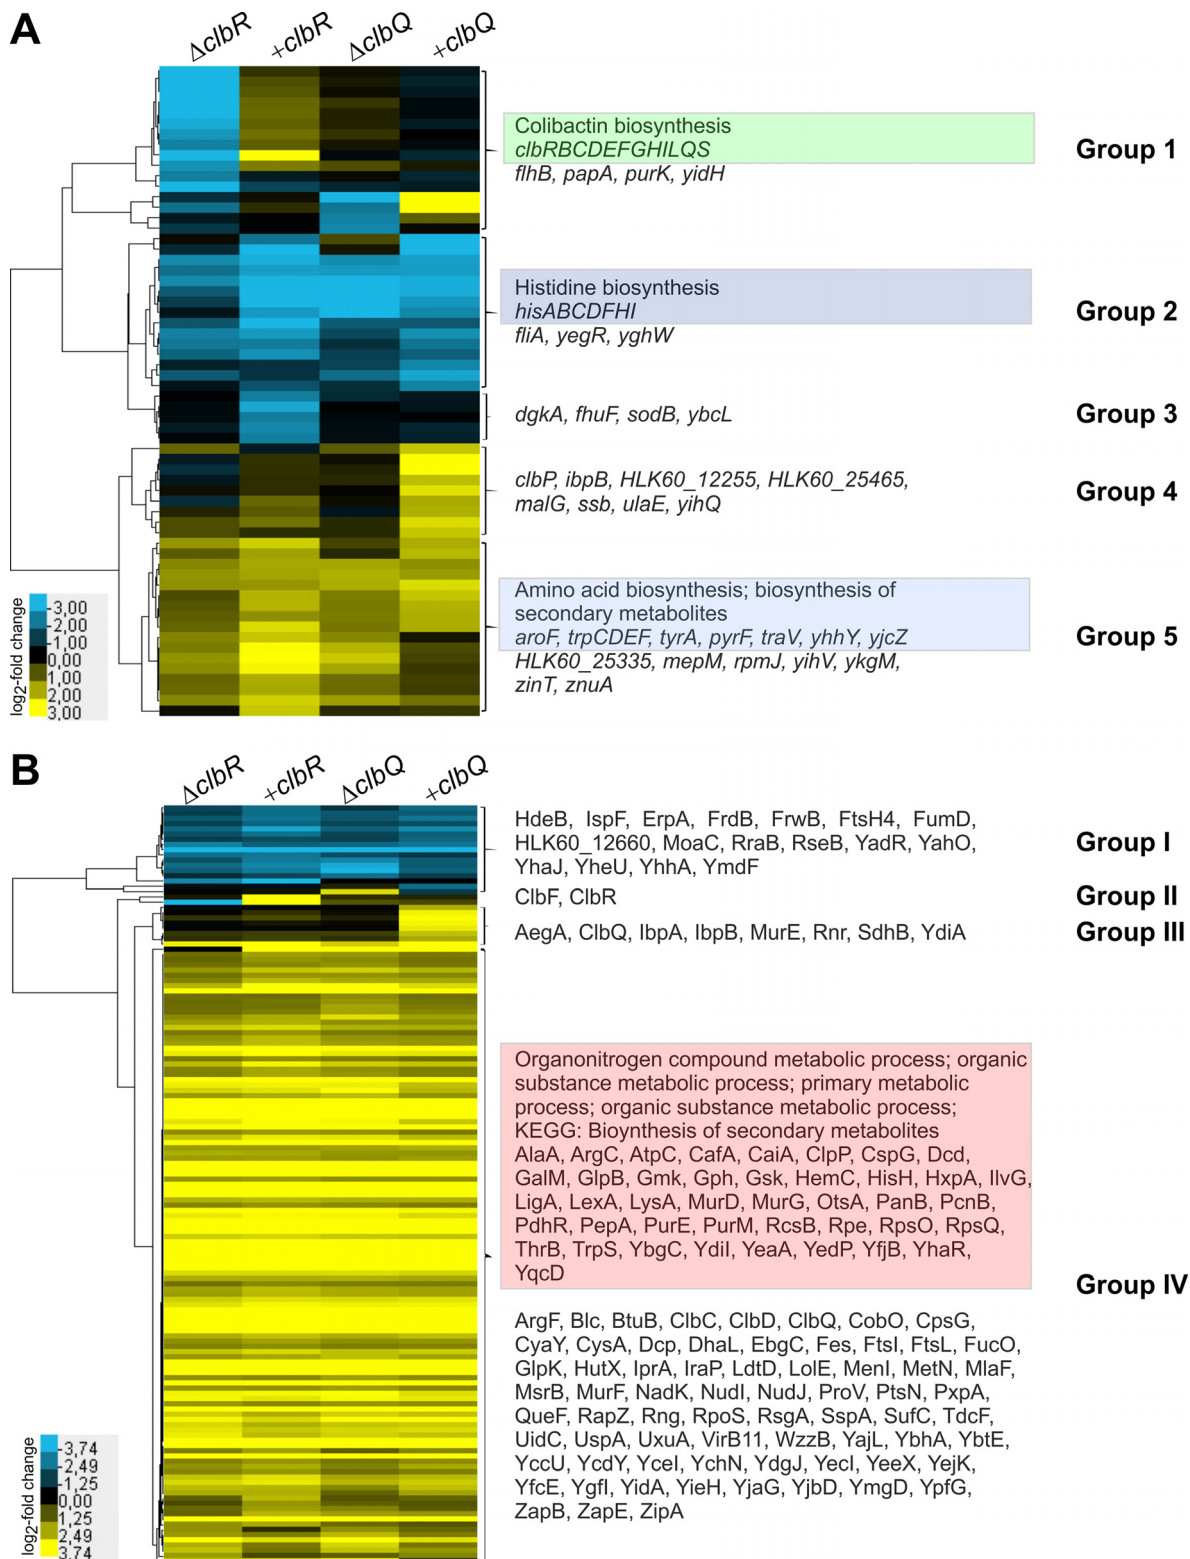 A
ΔclbR +clbR ΔclbQ +clbQ
Colibactin biosynthesis
clbRBCDEFGHILQS
flhB, papA, purK, yidH
Group 1
Histidine biosynthesis
hisABCDFHI
fliA, yegR, yghW
Group 2
dgkA, fhuF, sodB, ybcL
Group 3
clbP, ibpB, HLK60_12255, HLK60_25465,
malG, ssb, ulaE, yihQ
Group 4
Amino acid biosynthesis; biosynthesis of
secondary metabolites
aroF, trpCDEF, tyrA, pyrF, traV, yhhY, yjcZ
HLK60_25335, mepM, rpmJ, yihV, ykgM,
zinT, znuA
Group 5
log2-fold change
-3,00
-2,00
-1,00
0,00
1,00
2,00
3,00
B
ΔclbR +clbR ΔclbQ +clbQ
HdeB, IspF, ErpA, FrdB, FrwB, FtsH4, FumD,
HLK60_12660, MoaC, RraB, RseB, YadR, YahO,
YhaJ, YheU, YhhA, YmdF
Group I
ClbF, ClbR
Group II
AegA, ClbQ, IbpA, IbpB, MurE, Rnr, SdhB, YdiA
Group III
Organonitrogen compound metabolic process; organic
substance metabolic process; primary metabolic
process; organic substance metabolic process;
KEGG: Bioynthesis of secondary metabolites
AlaA, ArgC, AtpC, CafA, CaiA, ClpP, CspG, Dcd,
GalM, GlpB, Gmk, Gph, Gsk, HemC, HisH, HxpA, IlvG,
LigA, LexA, LysA, MurD, MurG, OtsA, PanB, PcnB,
PdhR, PepA, PurE, PurM, RcsB, Rpe, RpsO, RpsQ,
ThrB, TrpS, YbgC, YdiI, YeaA, YedP, YfjB, YhaR,
YqcD
Group IV
ArgF, Blc, BtuB, ClbC, ClbD, ClbQ, CobO, CpsG,
CyaY, CysA, Dcp, DhaL, EbgC, Fes, FtsI, FtsL, FucO,
GlpK, HutX, IprA, IraP, LdtD, LolE, MenI, MetN, MlaF,
MsrB, MurF, NadK, NudI, NudJ, ProV, PtsN, PxpA,
QueF, RapZ, Rng, RpoS, RsgA, SspA, SufC, TdcF,
UidC, UspA, UxuA, VirB11, WzzB, YajL, YbhA, YbtE,
YccU, YcdY, YceI, YchN, YdgJ, YecI, YeeX, YejK,
YfcE, YgfI, YidA, YieH, YjaG, YjbD, YmgD, YpfG,
ZapB, ZapE, ZipA
log2-fold change
-3,74
-2,49
-1,25
0,00
1,25
2,49
3,74